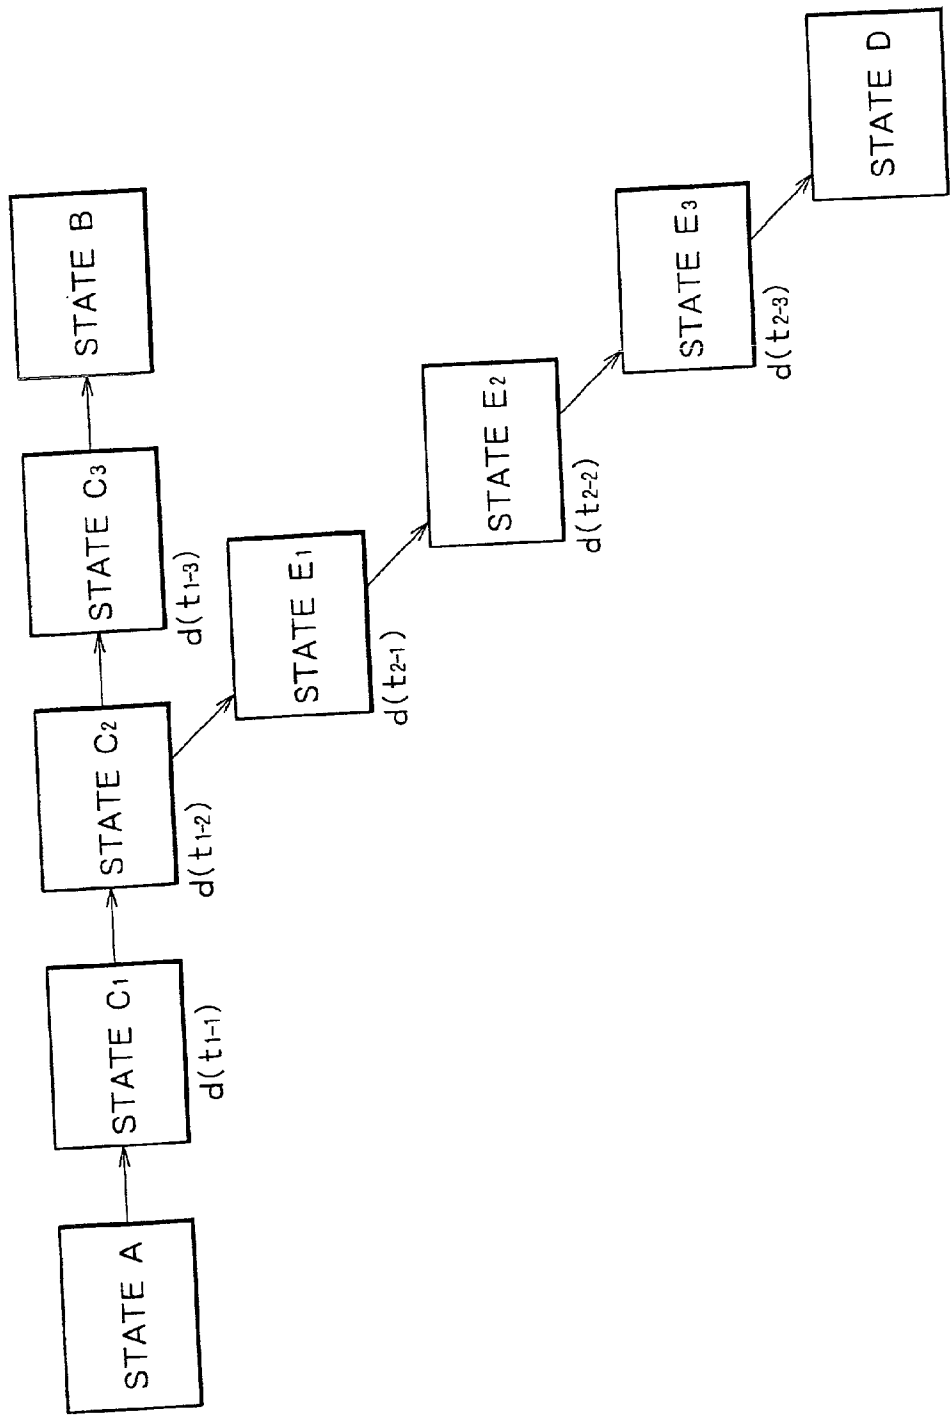 STATE A
STATE C1
d(t1-1)
STATE C2
d(t1-2)
STATE C3
d(t1-3)
STATE B
STATE E1
d(t2-1)
STATE E2
d(t2-2)
STATE E3
d(t2-3)
STATE D